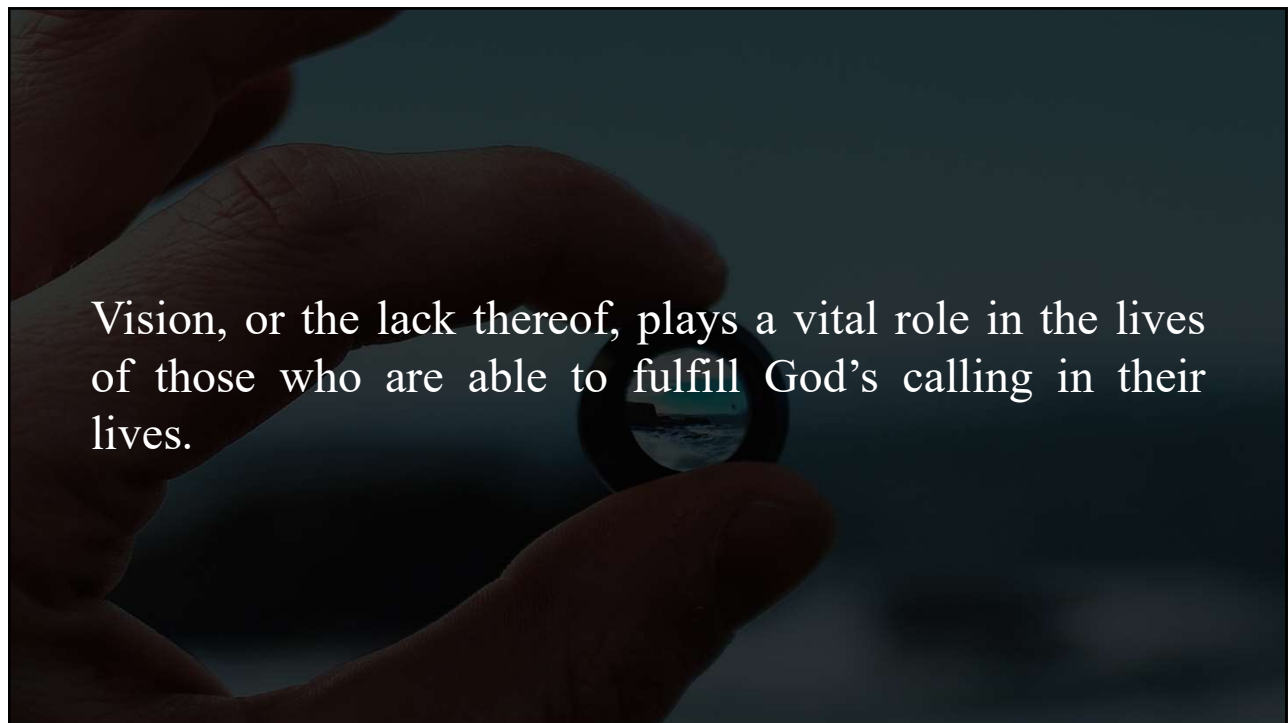 Vision, or the lack thereof, plays a vital role in the lives
of those who are able to fulfill God’s calling in their
lives.